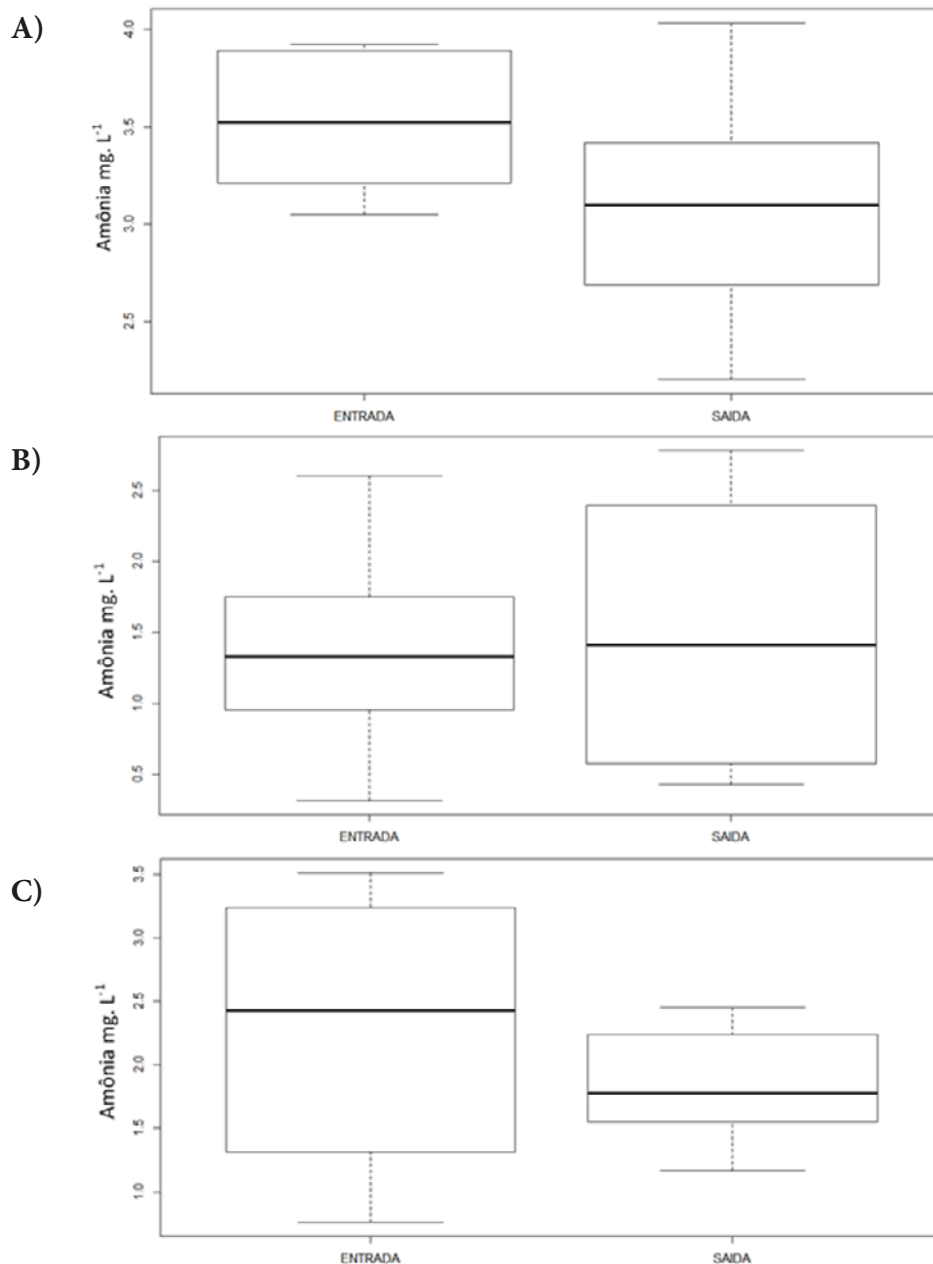 A)
Amônia mg. L-1
4.0
3.5
3.0
2.5
ENTRADA
SAIDA
B)
Amônia mg. L-1
2.5
2.0
1.5
1.0
0.5
ENTRADA
SAIDA
C)
Amônia mg. L-1
3.5
3.0
2.5
2.0
1.5
1.0
ENTRADA
SAIDA